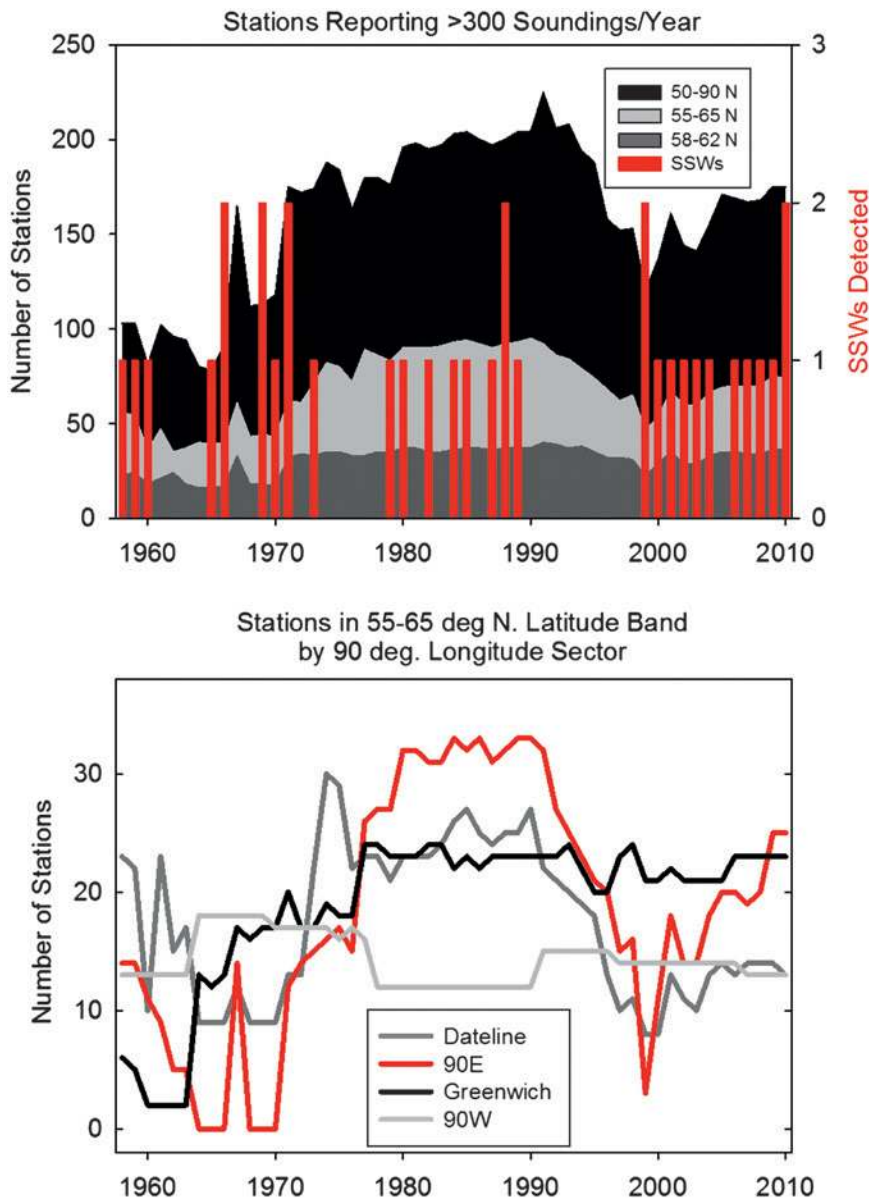 Stations Reporting >300 Soundings/Year
250
200
150
100
50
0
3
2
1
0
Number of Stations
SSWs Detected
50-90 N
55-65 N
58-62 N
SSWs
1960 1970 1980 1990 2000 2010
Stations in 55-65 deg N. Latitude Band
by 90 deg. Longitude Sector
30
20
10
0
Number of Stations
Dateline
90E
Greenwich
90W
1960 1970 1980 1990 2000 2010